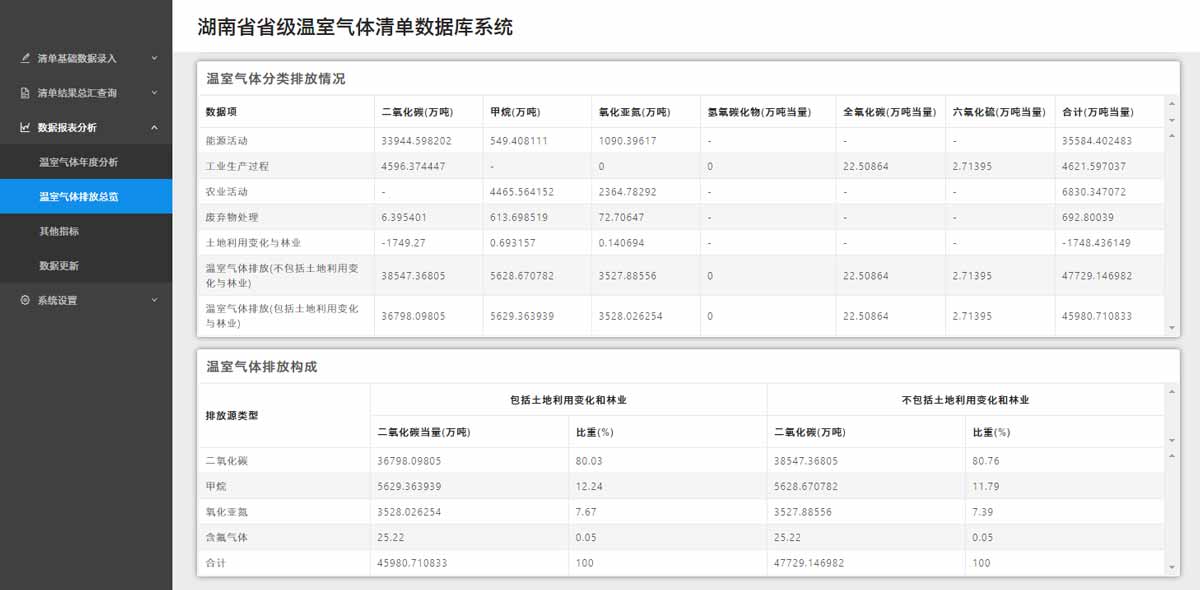 湖南省省级温室气体清单数据库系统
清单基础数据录入
清单结果总汇查询
数据报表分析
温室气体年度分析
温室气体排放总览
其他指标
数据更新
系统设置
温室气体分类排放情况
数据项 二氧化碳(万吨) 甲烷(万吨) 氧化亚氮(万吨) 氢氧碳化物(万吨当量) 全氧化碳(万吨当量) 六氧化硫(万吨当量) 合计(万吨当量)
能源活动 33944.598202 549.408111 1090.39617 - - - 35584.402483
工业生产过程 4596.374447 - 0 0 22.50864 2.71395 4621.597037
农业活动 - 4465.564152 2364.78292 - - - 6830.347072
废弃物处理 6.395401 613.698519 72.70647 - - - 692.80039
土地利用变化与林业 -1749.27 0.693157 0.140694 - - - -1748.436149
温室气体排放(不包括土地利用变
化与林业) 38547.36805 5628.670782 3527.88556 0 22.50864 2.71395 47729.146982
温室气体排放(包括土地利用变化
与林业) 36798.09805 5629.363939 3528.026254 0 22.50864 2.71395 45980.710833
温室气体排放构成
排放源类型 包括土地利用变化和林业 不包括土地利用变化和林业
二氧化碳当量(万吨) 比重(%) 二氧化碳(万吨) 比重(%)
二氧化碳 36798.09805 80.03 38547.36805 80.76
甲烷 5629.363939 12.24 5628.670782 11.79
氧化亚氮 3528.026254 7.67 3527.88556 7.39
含氟气体 25.22 0.05 25.22 0.05
合计 45980.710833 100 47729.146982 100